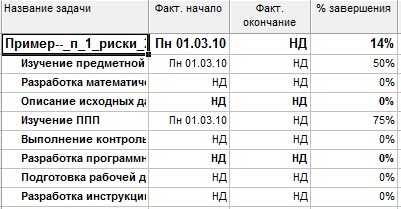 Название задачи Факт. начало Факт. окончание % завершения
Пример--_п_1_риски_ Пн 01.03.10 НД 14%
Изучение предметной Пн 01.03.10 НД 50%
Разработка математиче НД НД 0%
Описание исходных да НД НД 0%
Изучение ППП Пн 01.03.10 НД 75%
Выполнение контроль НД НД 0%
Разработка программн НД НД 0%
Подготовка рабочей д НД НД 0%
Разработка инструкци НД НД 0%